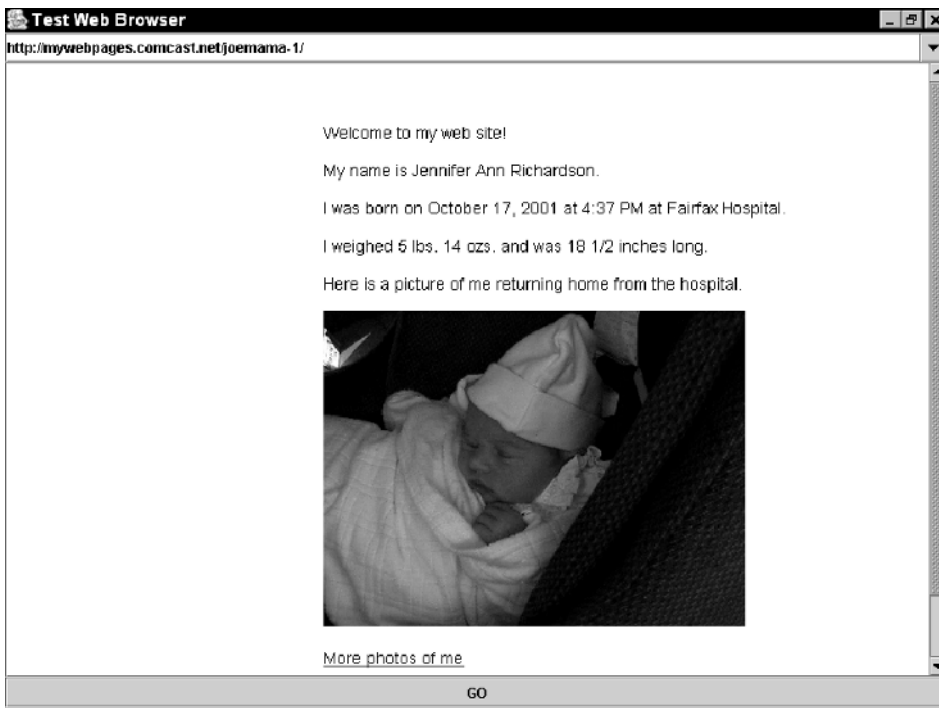 Test Web Browser
http://mywebpages.comcast.net/joemama-1/
Welcome to my web site!
My name is Jennifer Ann Richardson.
I was born on October 17, 2001 at 4:37 PM at Fairfax Hospital.
I weighed 5 lbs. 14 ozs. and was 18 1/2 inches long.
Here is a picture of me returning home from the hospital.
More photos of me
GO